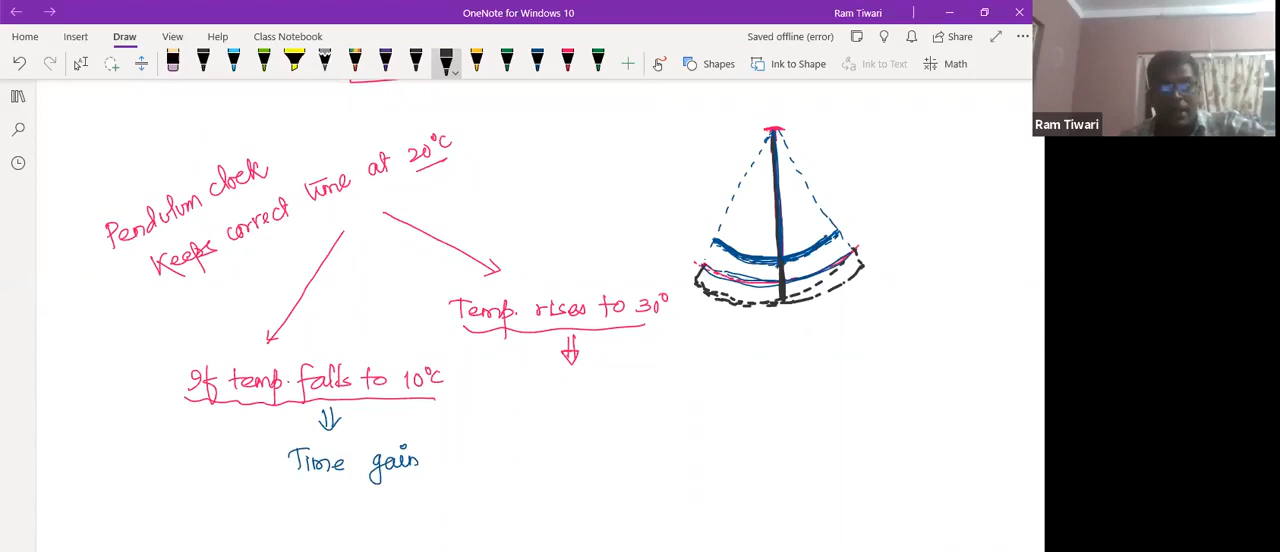 OneNote for Windows 10
Ram Tiwari
Home Insert Draw View Help Class Notebook
Saved offline (error)
Share
Shapes
Ink to Shape
Ink to Text
Math
Ram Tiwari
Pendulum clock
Keeps correct time at 20°C
Temp. rises to 30°
If temp. falls to 10°C
Time gain